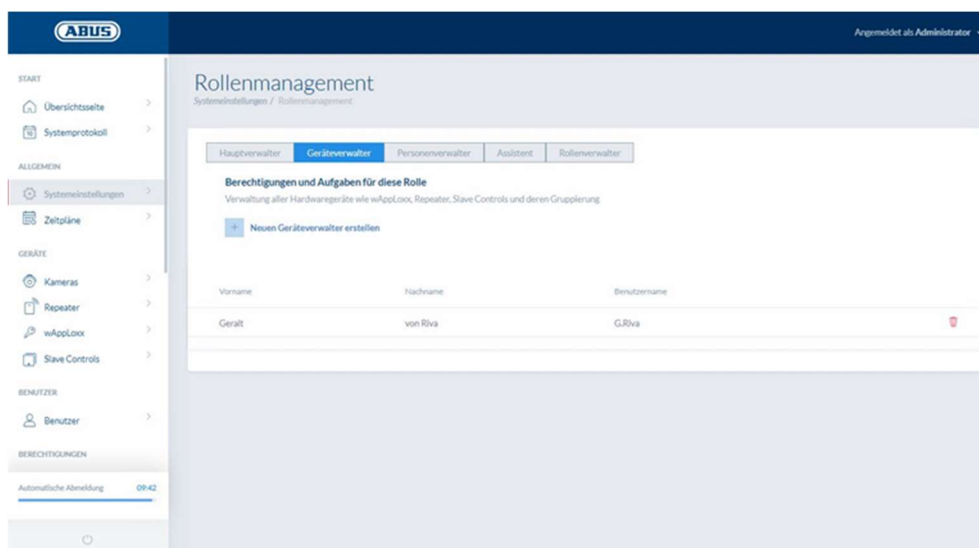 ABUS
Angemeldet als Administrator
START
Übersichtsseite
Systemprotokoll
ALLGEMEIN
Systemeinstellungen
Zeitpläne
GERÄTE
Kameras
Repeater
wAppLoxx
Slave Controls
BENUTZER
Benutzer
BERECHTIGUNGEN
Automatische Abmeldung 09:42
Rollenmanagement
Systemeinstellungen / Rollenmanagement
Hauptverwalter Geräteverwalter Personenverwalter Assistent Rollenverwalter
Berechtigungen und Aufgaben für diese Rolle
Verwaltung aller Hardwaregeräte wie wAppLoxx, Repeater, Slave Controls und deren Gruppierung
+ Neuen Geräteverwalter erstellen
Vorname Nachname Benutzername
Geralt von Riva G.Riva